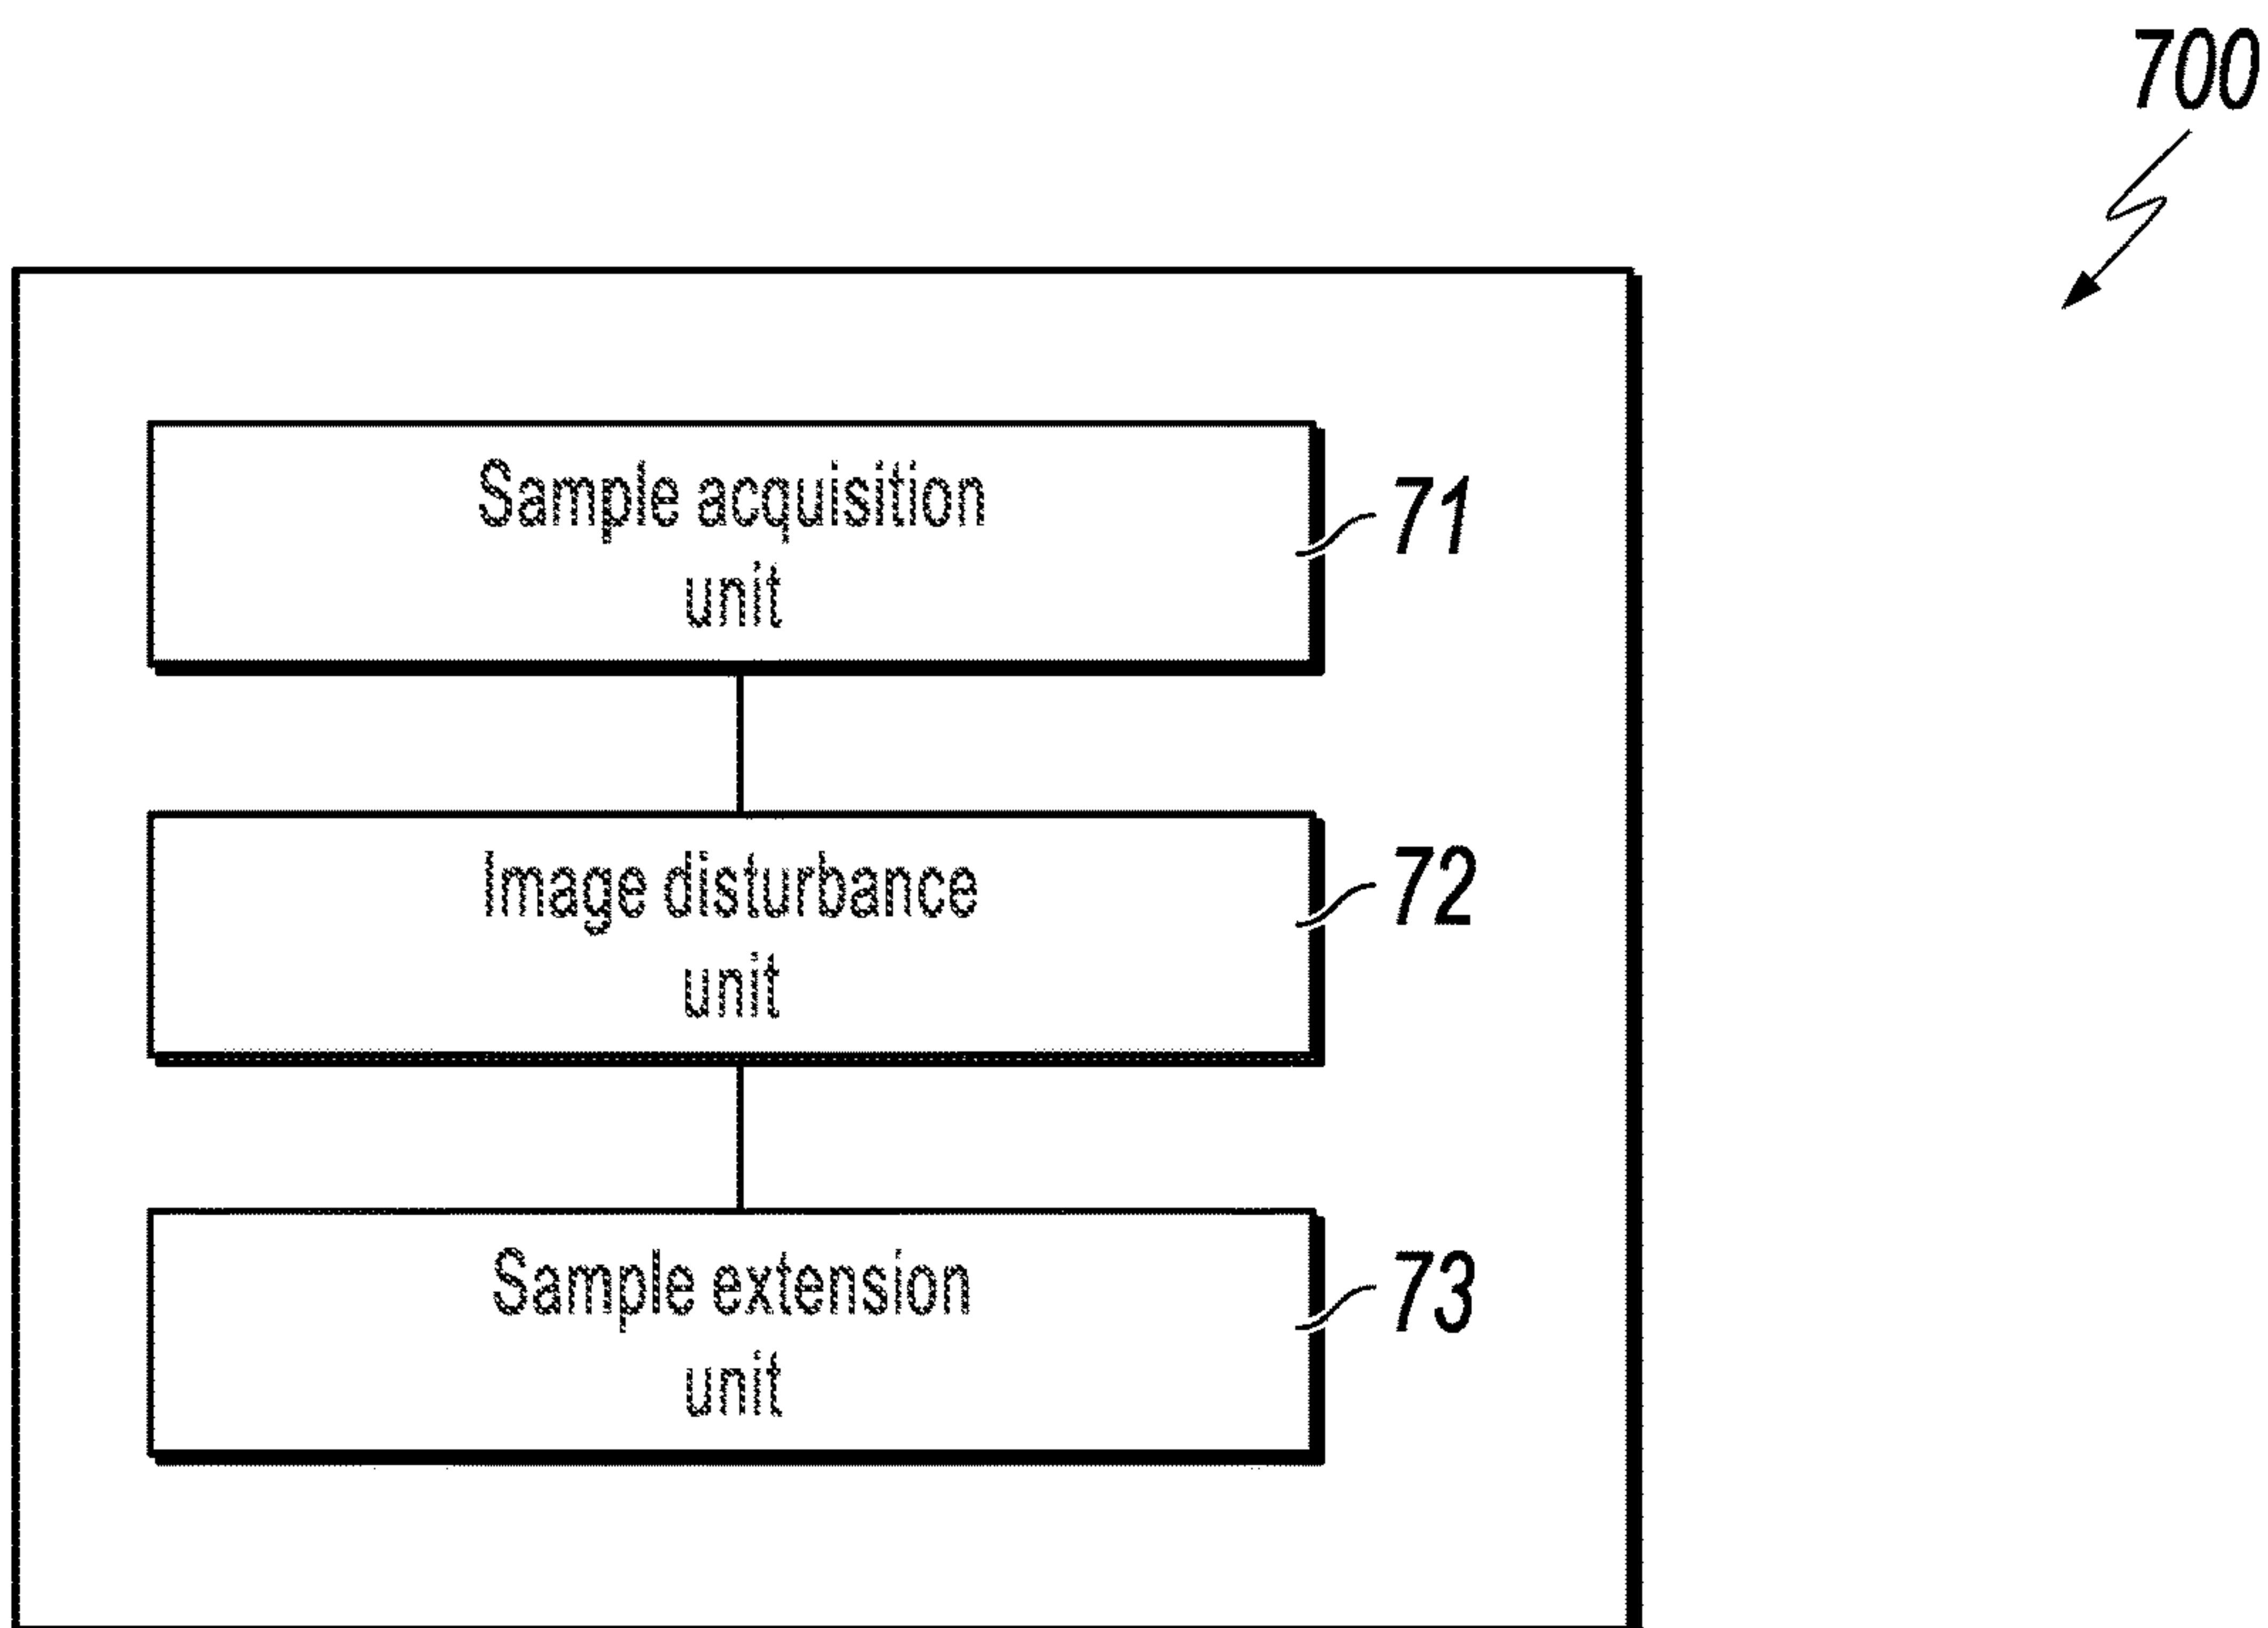 700
Sample acquisition
unit
71
Image disturbance
unit
72
Sample extension
unit
73